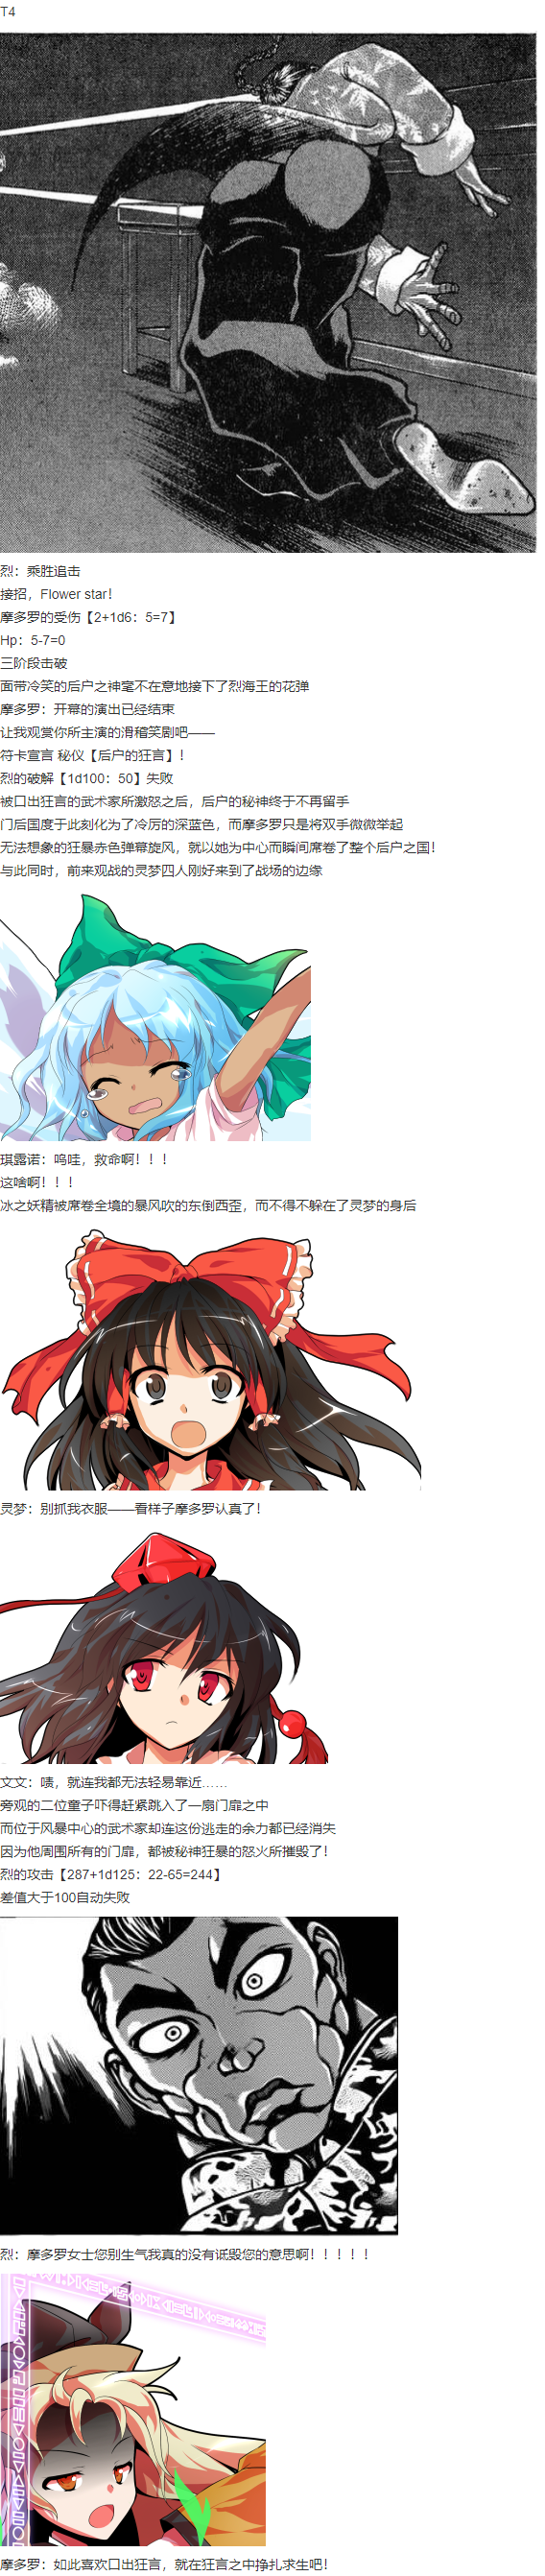 T4
烈：乘胜追击
接招，Flower star！
摩多罗的受伤【2+1d6：5=7】
Hp：5-7=0
三阶段击破
面带冷笑的后户之神毫不在意地接下了烈海王的花弹
摩多罗：开幕的演出已经结束
让我观赏你所主演的滑稽笑剧吧——
符卡宣言 秘仪【后户的狂言】！
烈的破解【1d100：50】失败
被口出狂言的武术家所激怒之后，后户的秘神终于不再留手
门后国度于此刻化为了冷厉的深蓝色，而摩多罗只是将双手微微举起
无法想象的狂暴赤色弹幕旋风，就以她为中心而瞬间席卷了整个后户之国！
与此同时，前来观战的灵梦四人刚好来到了战场的边缘
琪露诺：呜哇，救命啊！！！
这啥啊！！！
冰之妖精被席卷全境的暴风吹的东倒西歪，而不得不躲在了灵梦的身后
灵梦：别抓我衣服——看样子摩多罗认真了！
文文：啧，就连我都无法轻易靠近……
旁观的二位童子吓得赶紧跳入了一扇门扉之中
而位于风暴中心的武术家却连这份逃走的余力都已经消失
因为他周围所有的门扉，都被秘神狂暴的怒火所摧毁了！
烈的攻击【287+1d125：22-65=244】
差值大于100自动失败
烈：摩多罗女士您别生气我真的没有诋毁您的意思啊！！！！！
摩多罗：如此喜欢口出狂言，就在狂言之中挣扎求生吧！